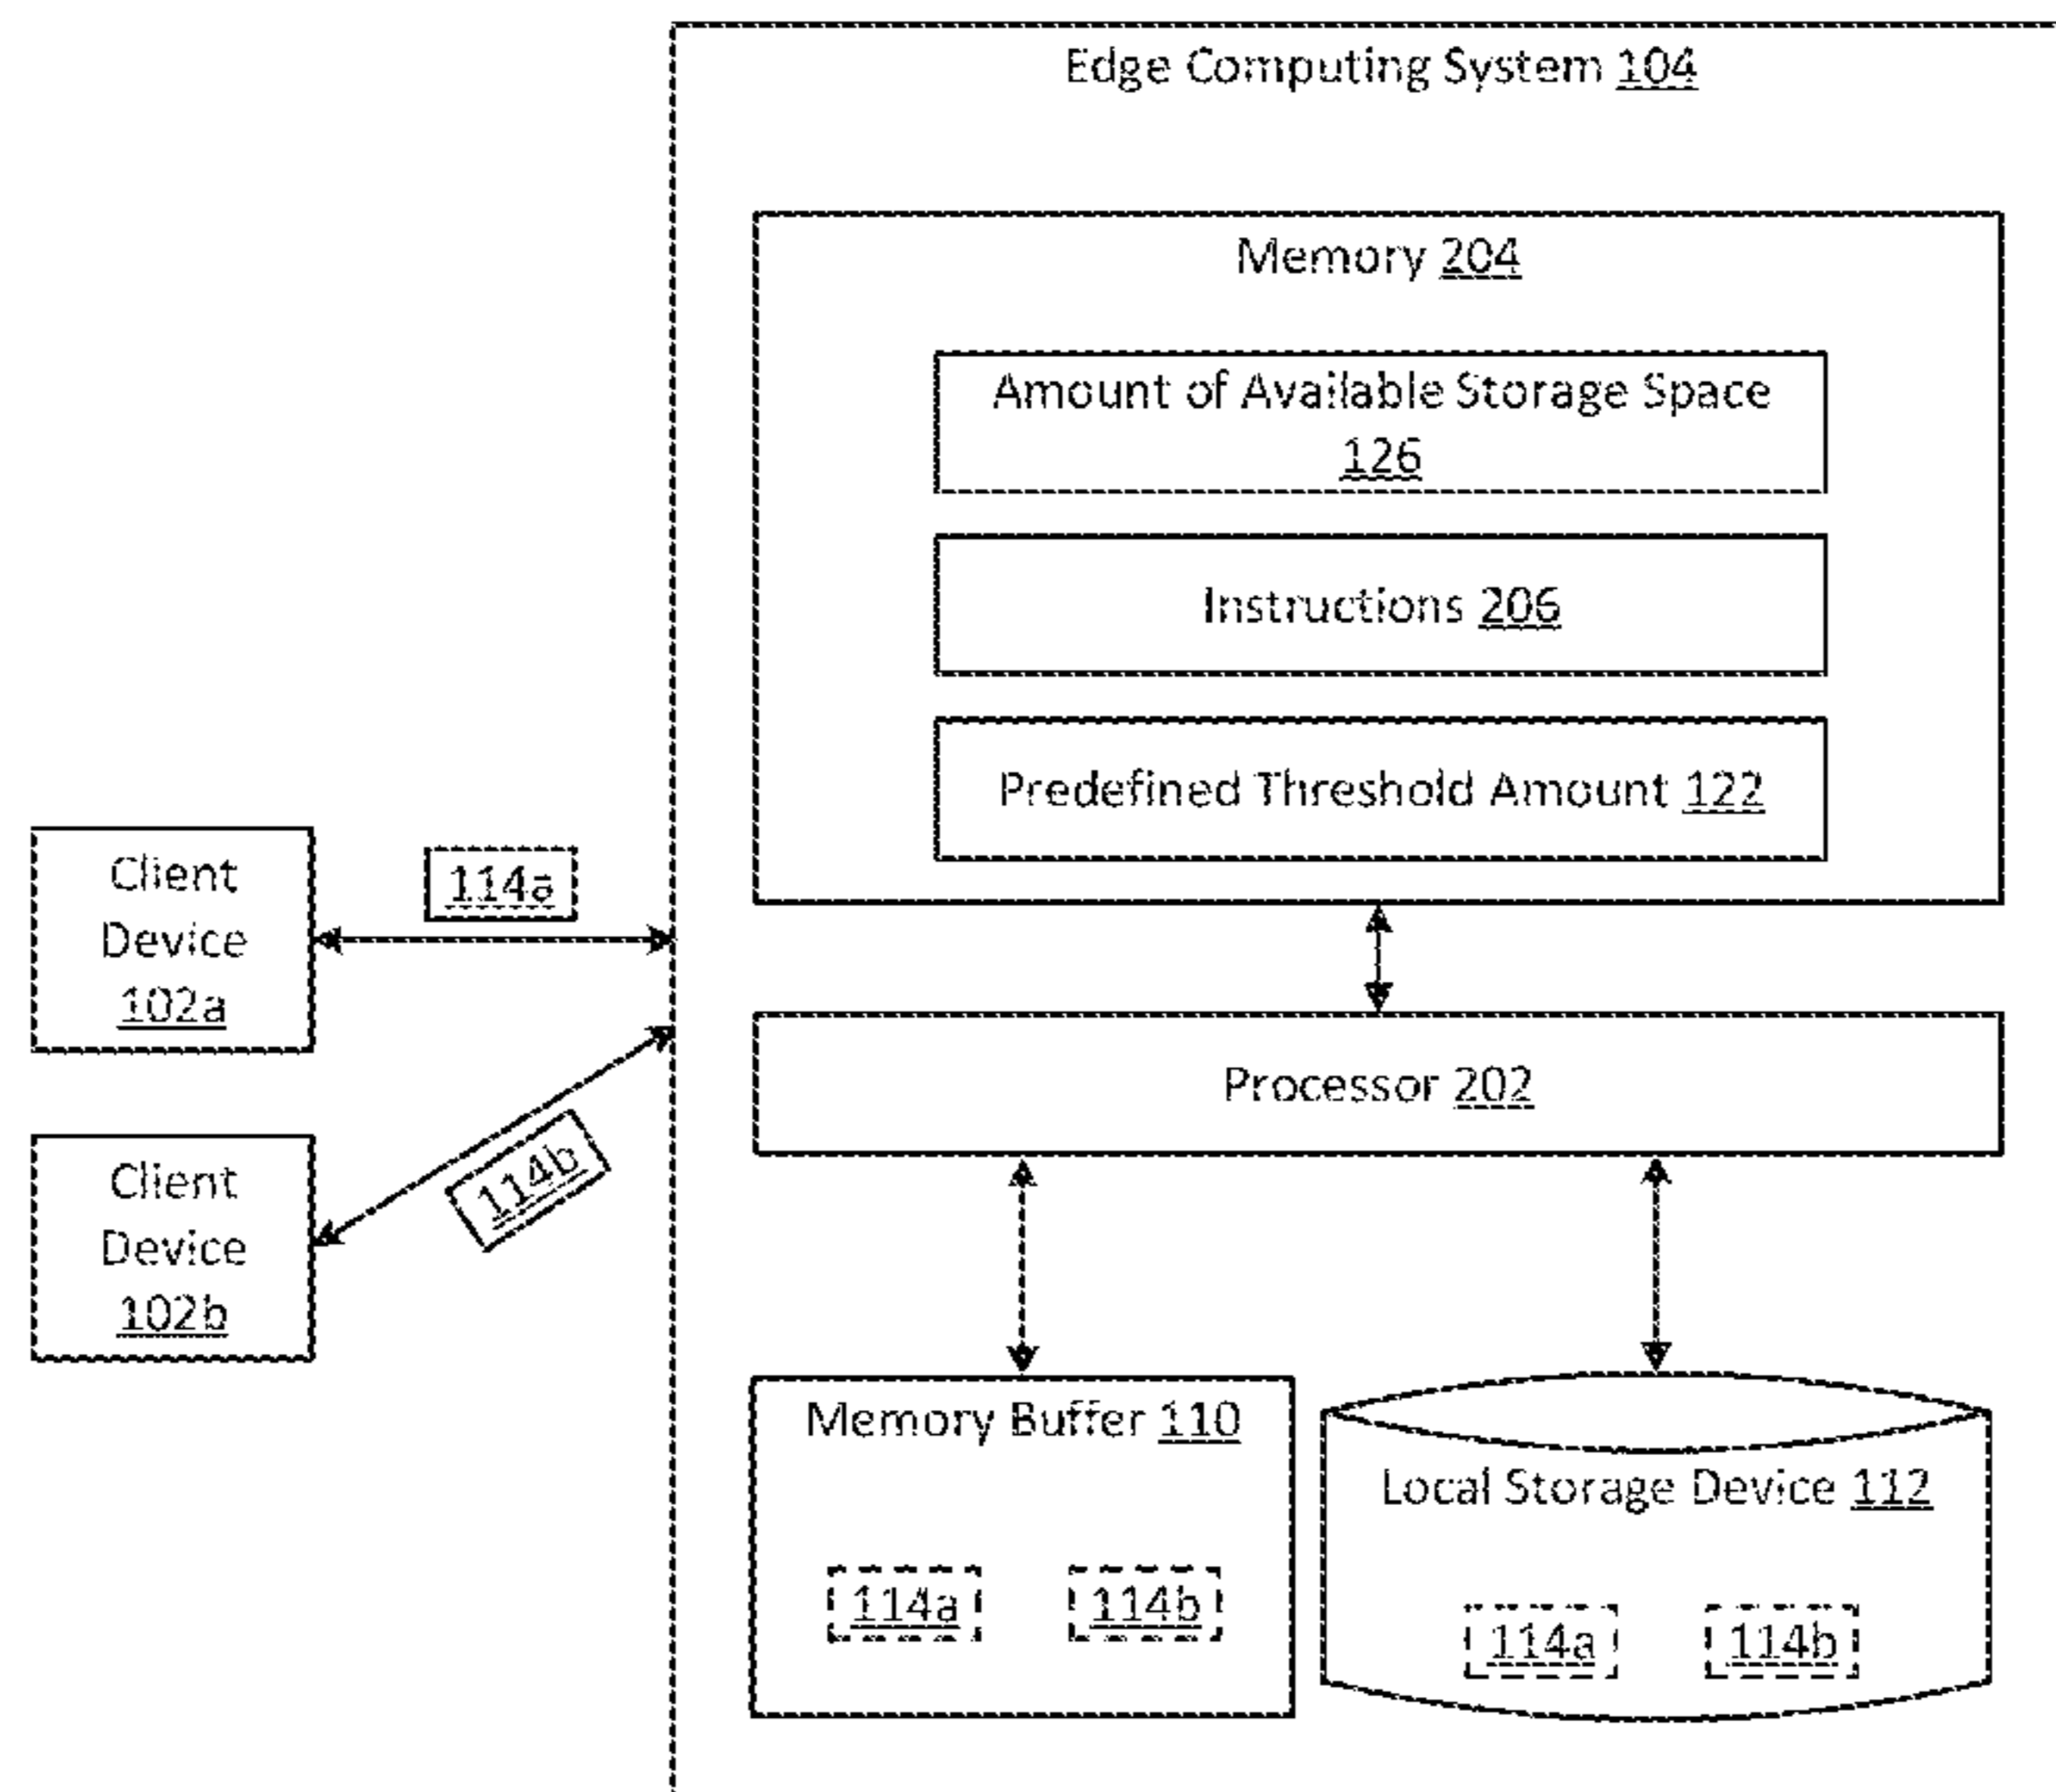 Edge Computing System 104
Memory 204
Amount of Available Storage Space
126
Instructions 206
Predefined Threshold Amount 122
Client
Device
102a
114a
Processor 202
Client
Device
102b
114b
Memory Buffer 110
114a
114b
Local Storage Device 112
114a
114b